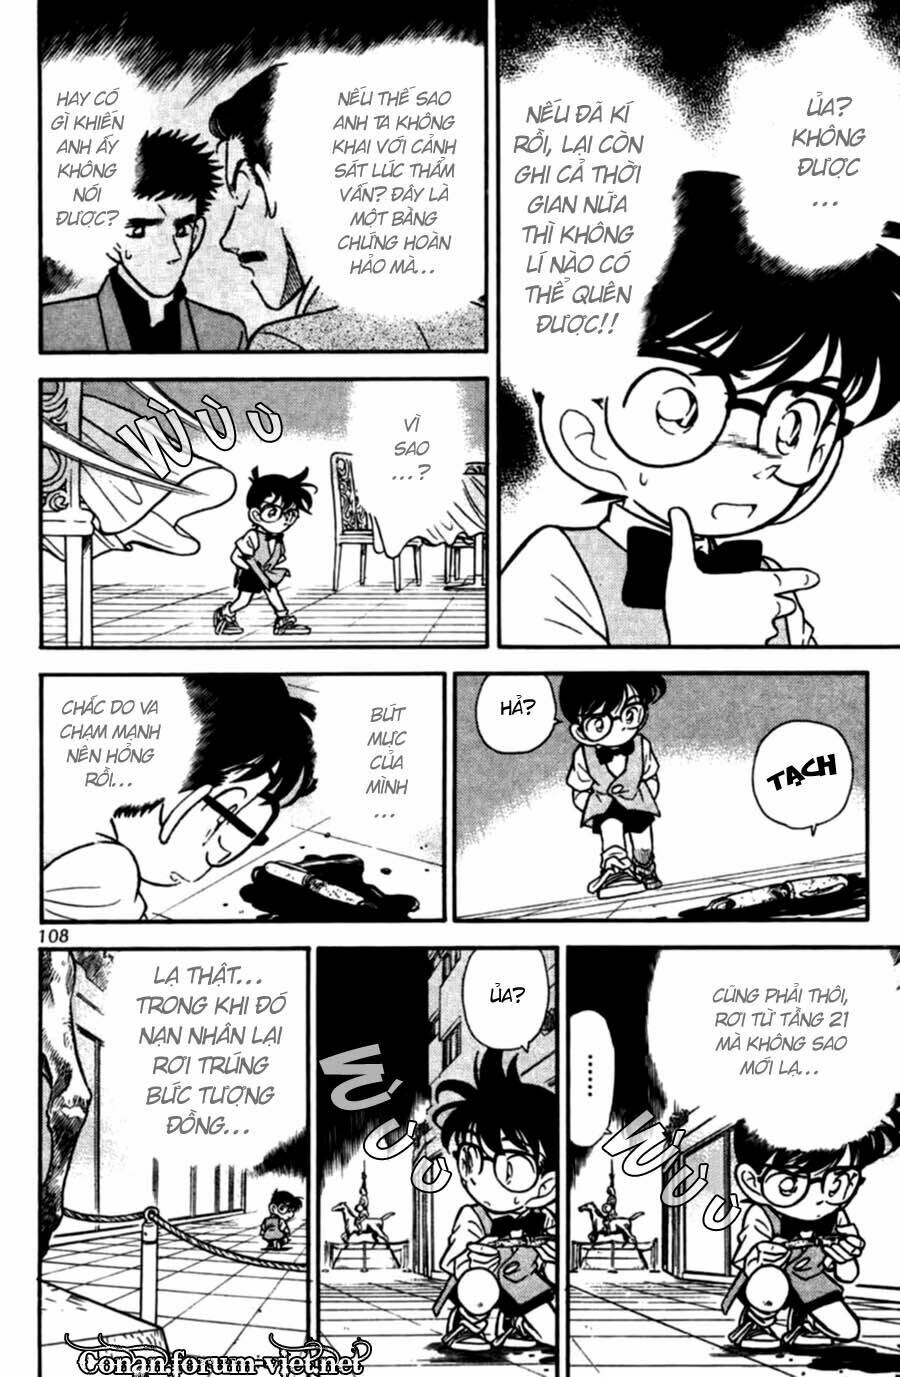 HAY CÓ
GÌ KHIẾN
ANH ẤY
KHÔNG
NÓI
ĐƯỢC?
NẾU THẾ SAO
ANH TA KHÔNG
KHAI VỚI CẢNH
SÁT LÚC THẨM
VẤN? ĐÂY LÀ
MỘT BẰNG
CHỨNG HOÀN
HẢO MÀ...
NẾU ĐÃ KÍ
RỒI, LẠI CÒN
GHI CẢ THỜI
GIAN NỮA
THÌ KHÔNG
LÍ NÀO CÓ
THỂ QUÊN
ĐƯỢC!!
ỦA?
KHÔNG
ĐƯỢC
...
VÙÙÙ
VÌ
SAO
...?
CHẮC DO VA
CHẠM MẠNH
NÊN HỎNG
RỒI...
BÚT
MỰC
CỦA
MÌNH
...
HẢ?
TẠCH
108
LẠ THẬT...
TRONG KHI ĐÓ
NẠN NHÂN LẠI
RƠI TRÚNG
BỨC TƯỢNG
ĐỒNG...
ỦA?
VÙÙÙ
........
CŨNG PHẢI THÔI,
RƠI TỪ TẦNG 21
MÀ KHÔNG SAO
MỚI LẠ...
VÙÙÙ
Conan.forum-viet.net